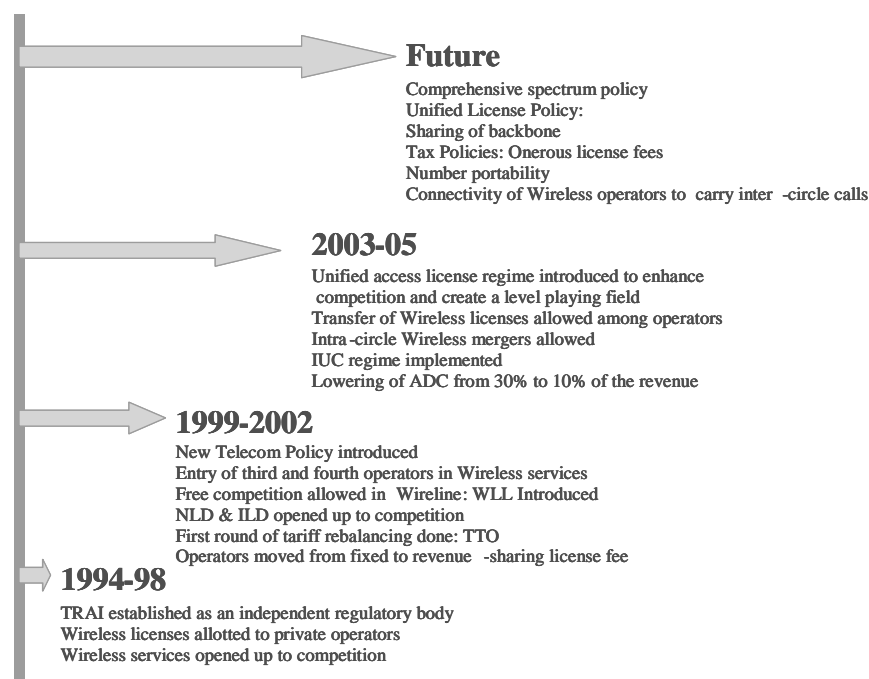 Future
Comprehensive spectrum policy
Unified License Policy:
Sharing of backbone
Tax Policies: Onerous license fees
Number portability
Connectivity of Wireless operators to carry inter -circle calls
2003-05
Unified access license regime introduced to enhance
competition and create a level playing field
Transfer of Wireless licenses allowed among operators
Intra-circle Wireless mergers allowed
IUC regime implemented
Lowering of ADC from 30% to 10% of the revenue
1999-2002
New Telecom Policy introduced
Entry of third and fourth operators in Wireless services
Free competition allowed in Wireline: WLL Introduced
NLD & ILD opened up to competition
First round of tariff rebalancing done: TTO
Operators moved from fixed to revenue -sharing license fee
1994-98
TRAI established as an independent regulatory body
Wireless licenses allotted to private operators
Wireless services opened up to competition